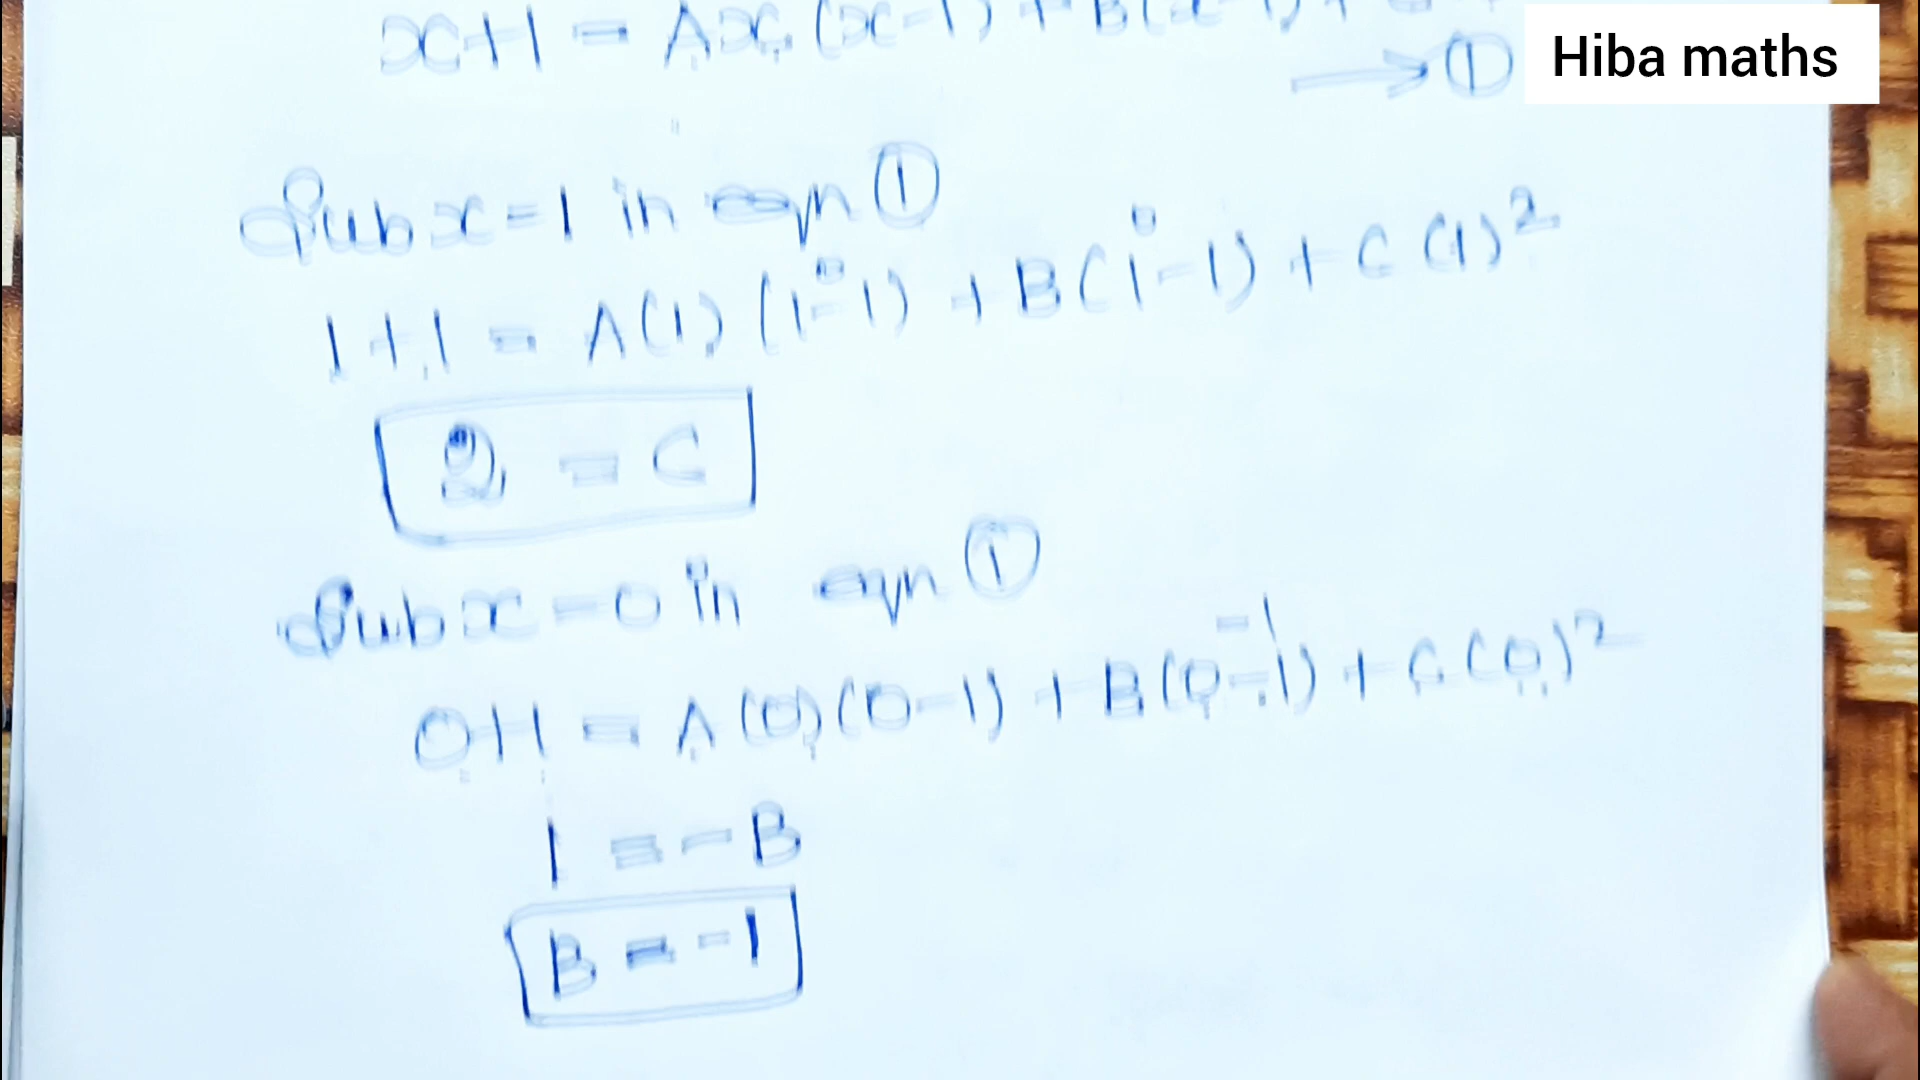 x+1 = Ax (x-1) + B(x-1) +
→ ①
Hiba maths
Sub x=1 in eqn ①
1+1 = A(1) (1-1) + B(1-1) + C (1)²
2 = C
Sub x=0 in eqn ①
0+1 = A(0)(0-1) + B(0-1) + C(0)²
1 = -B
B = -1